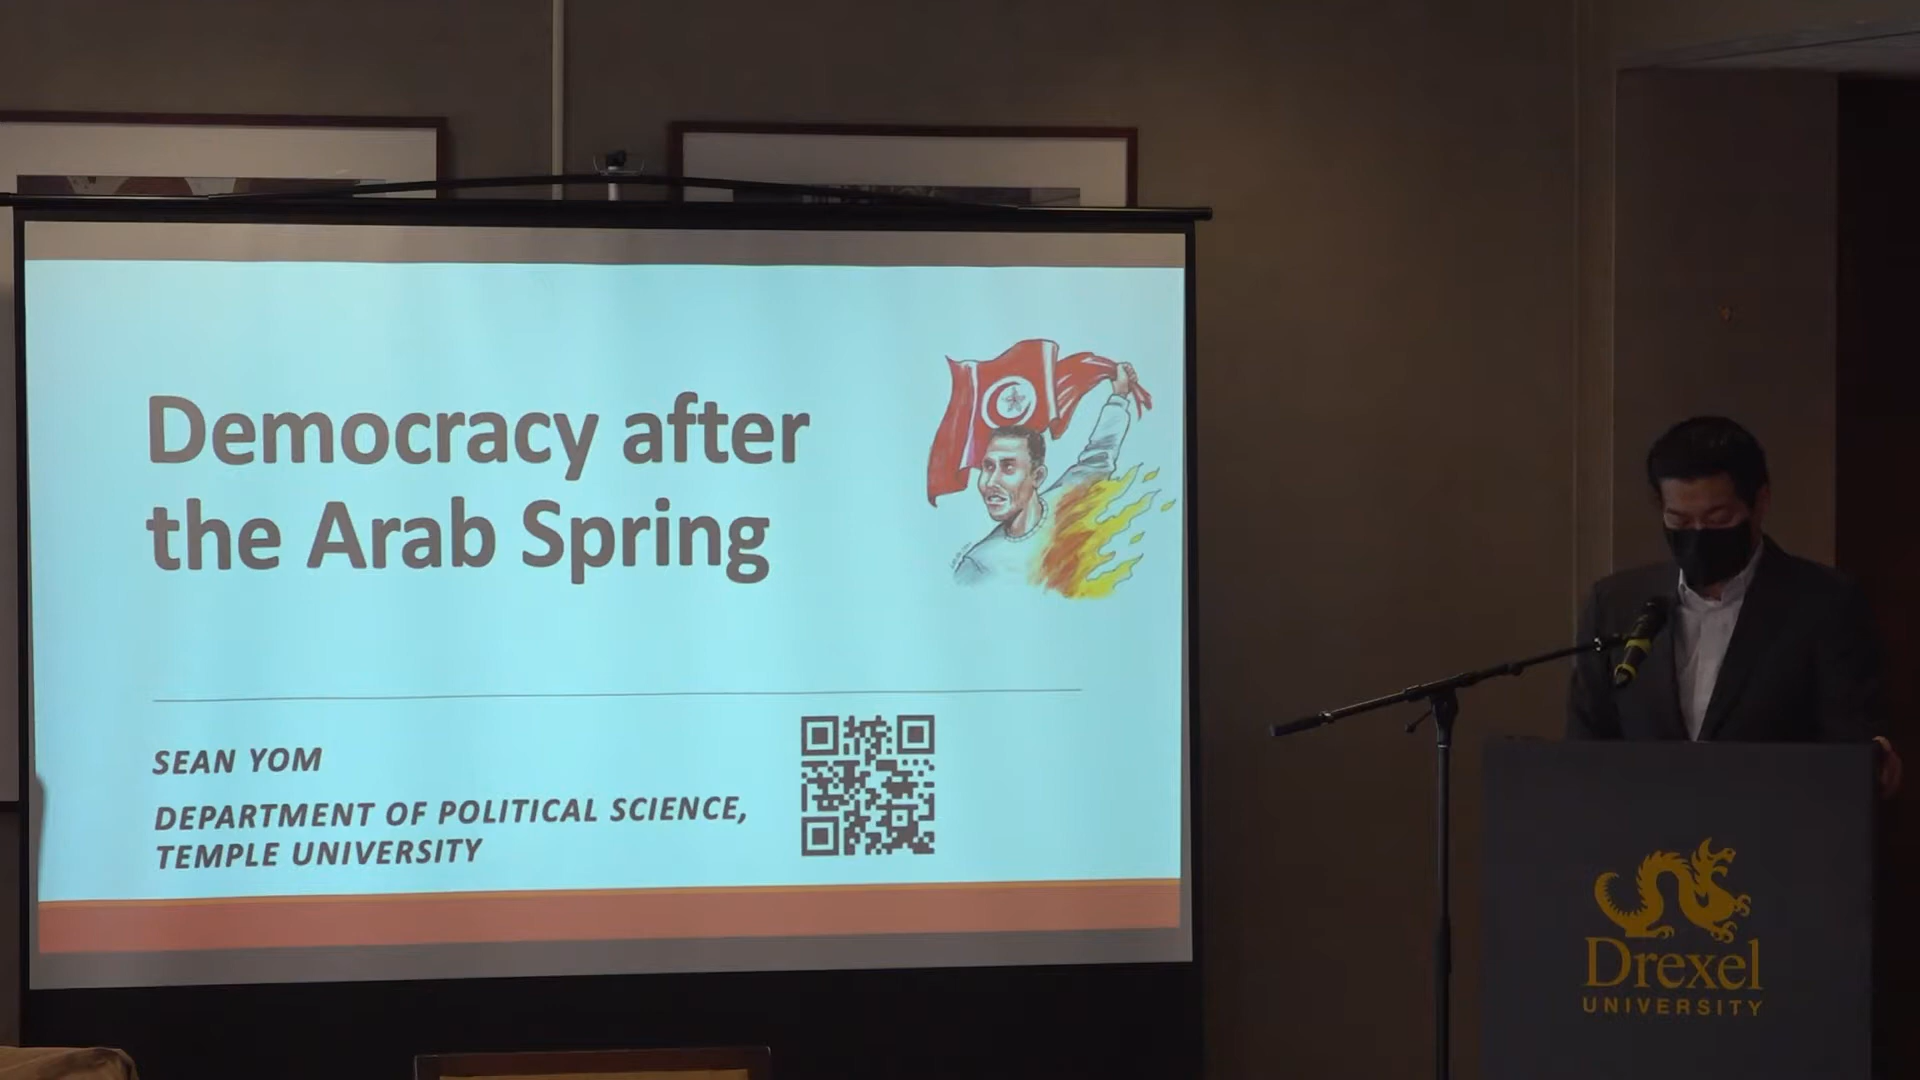 Democracy after
the Arab Spring
SEAN YOM
DEPARTMENT OF POLITICAL SCIENCE,
TEMPLE UNIVERSITY
Drexel
UNIVERSITY